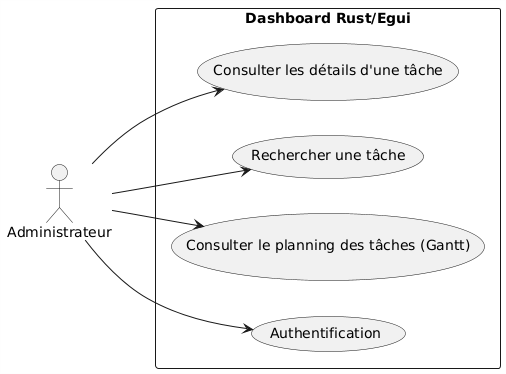 Dashboard Rust/Egui
Consulter les détails d'une tâche
Rechercher une tâche
Administrateur
Consulter le planning des tâches (Gantt)
Authentification